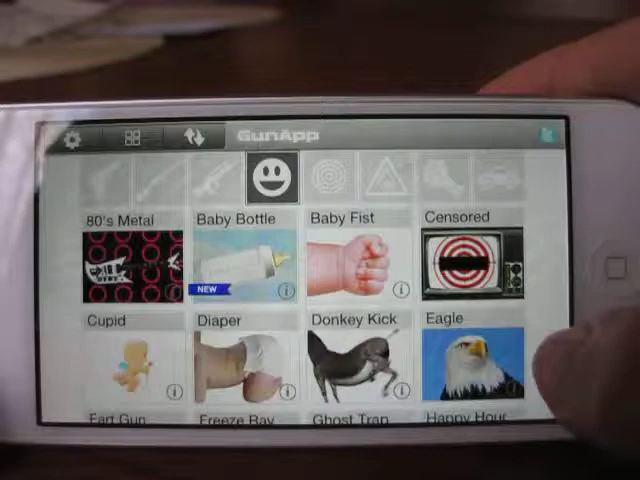 GunApp
80's Metal
Baby Bottle
Baby Fist
Censored
NEW
Cupid
Diaper
Donkey Kick
Eagle
Fart Gun
Freeze Ray
Ghost Trap
Happy Hour